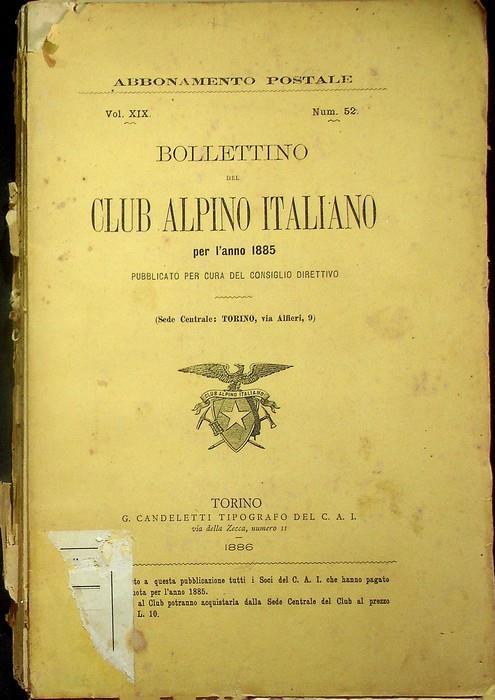 ABBONAMENTO POSTALE
Vol. XIX. Num. 52.
BOLLETTINO
DEL
CLUB ALPINO ITALIANO
per l'anno 1885
PUBBLICATO PER CURA DEL CONSIGLIO DIRETTIVO
(Sede Centrale: TORINO, via Alfieri, 9)
CLUB ALPINO ITALIANO
TORINO
G. CANDELETTI TIPOGRAFO DEL C. A. I.
via della Zecca, numero 11
1886
a questa pubblicazione tutti i Soci del C. A. I. che hanno pagato
per l'anno 1885.
al Club potranno acquistarla dalla Sede Centrale del Club al prezzo
L. 10.